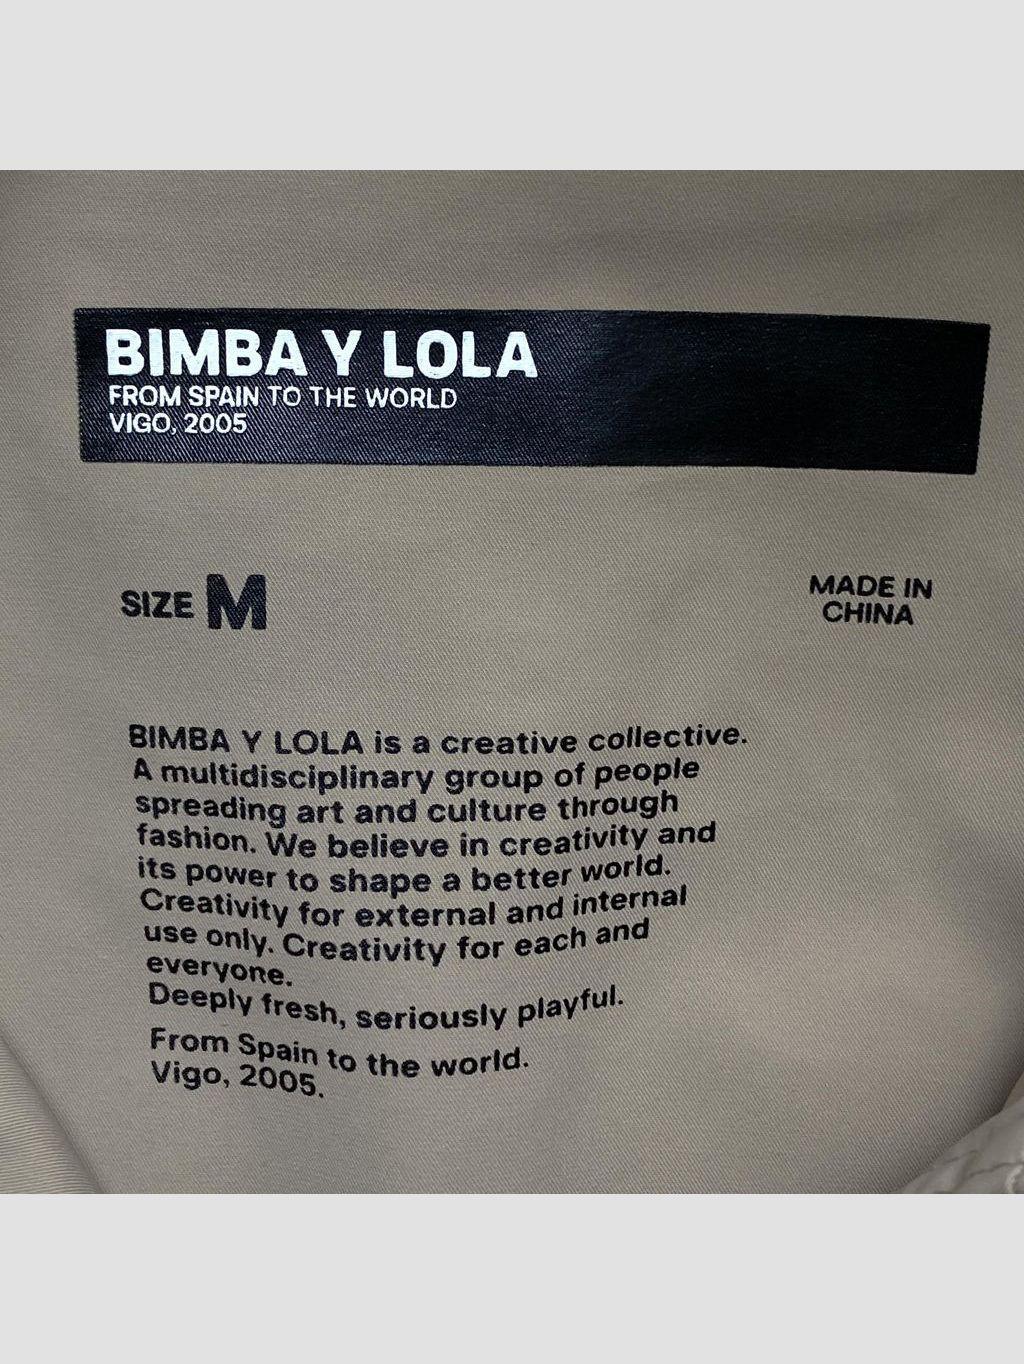 BIMBA Y LOLA
FROM SPAIN TO THE WORLD
VIGO, 2005
SIZE M
MADE IN
CHINA
BIMBA Y LOLA is a creative collective.
A multidisciplinary group of people
spreading art and culture through
fashion. We believe in creativity and
its power to shape a better world.
Creativity for external and internal
use only. Creativity for each and
everyone.
Deeply fresh, seriously playful.
From Spain to the world.
Vigo, 2005.